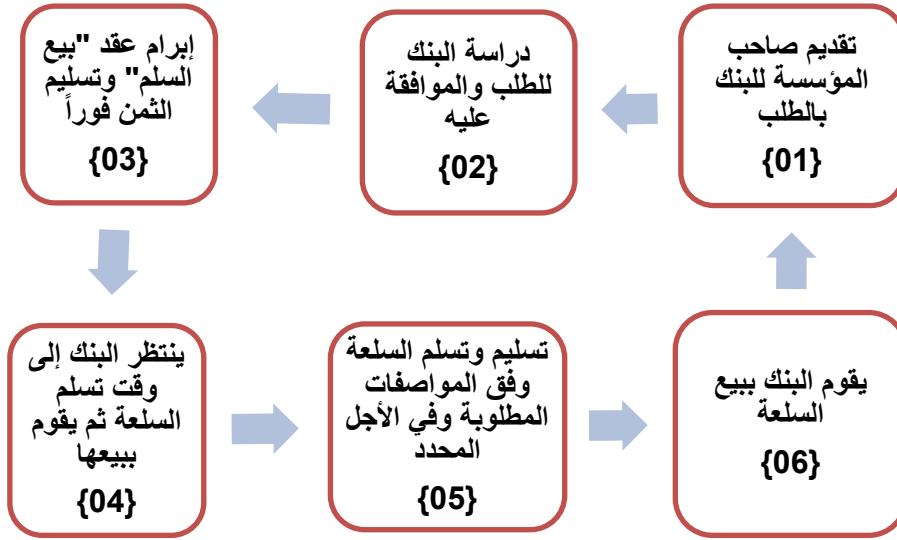 تقديم صاحب
المؤسسة للبنك
بالطلب
{01}
دراسة البنك
للطلب والموافقة
عليه
{02}
إبرام عقد "بيع
السلم" وتسليم
الثمن فوراً
{03}
ينتظر البنك إلى
وقت تسلم
السلعة ثم يقوم
ببيعها
{04}
تسليم وتسلم السلعة
وفق المواصفات
المطلوبة وفي الأجل
المحدد
{05}
يقوم البنك ببيع
السلعة
{06}